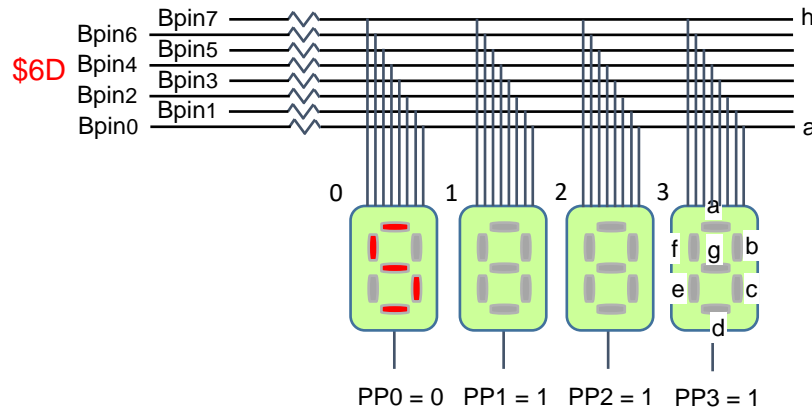 Bpin7
h
Bpin6
Bpin5
$6D
Bpin4
Bpin3
Bpin2
Bpin1
Bpin0
a
0
1
2
3
a
f
g
b
e
c
d
PP0 = 0
PP1 = 1
PP2 = 1
PP3 = 1